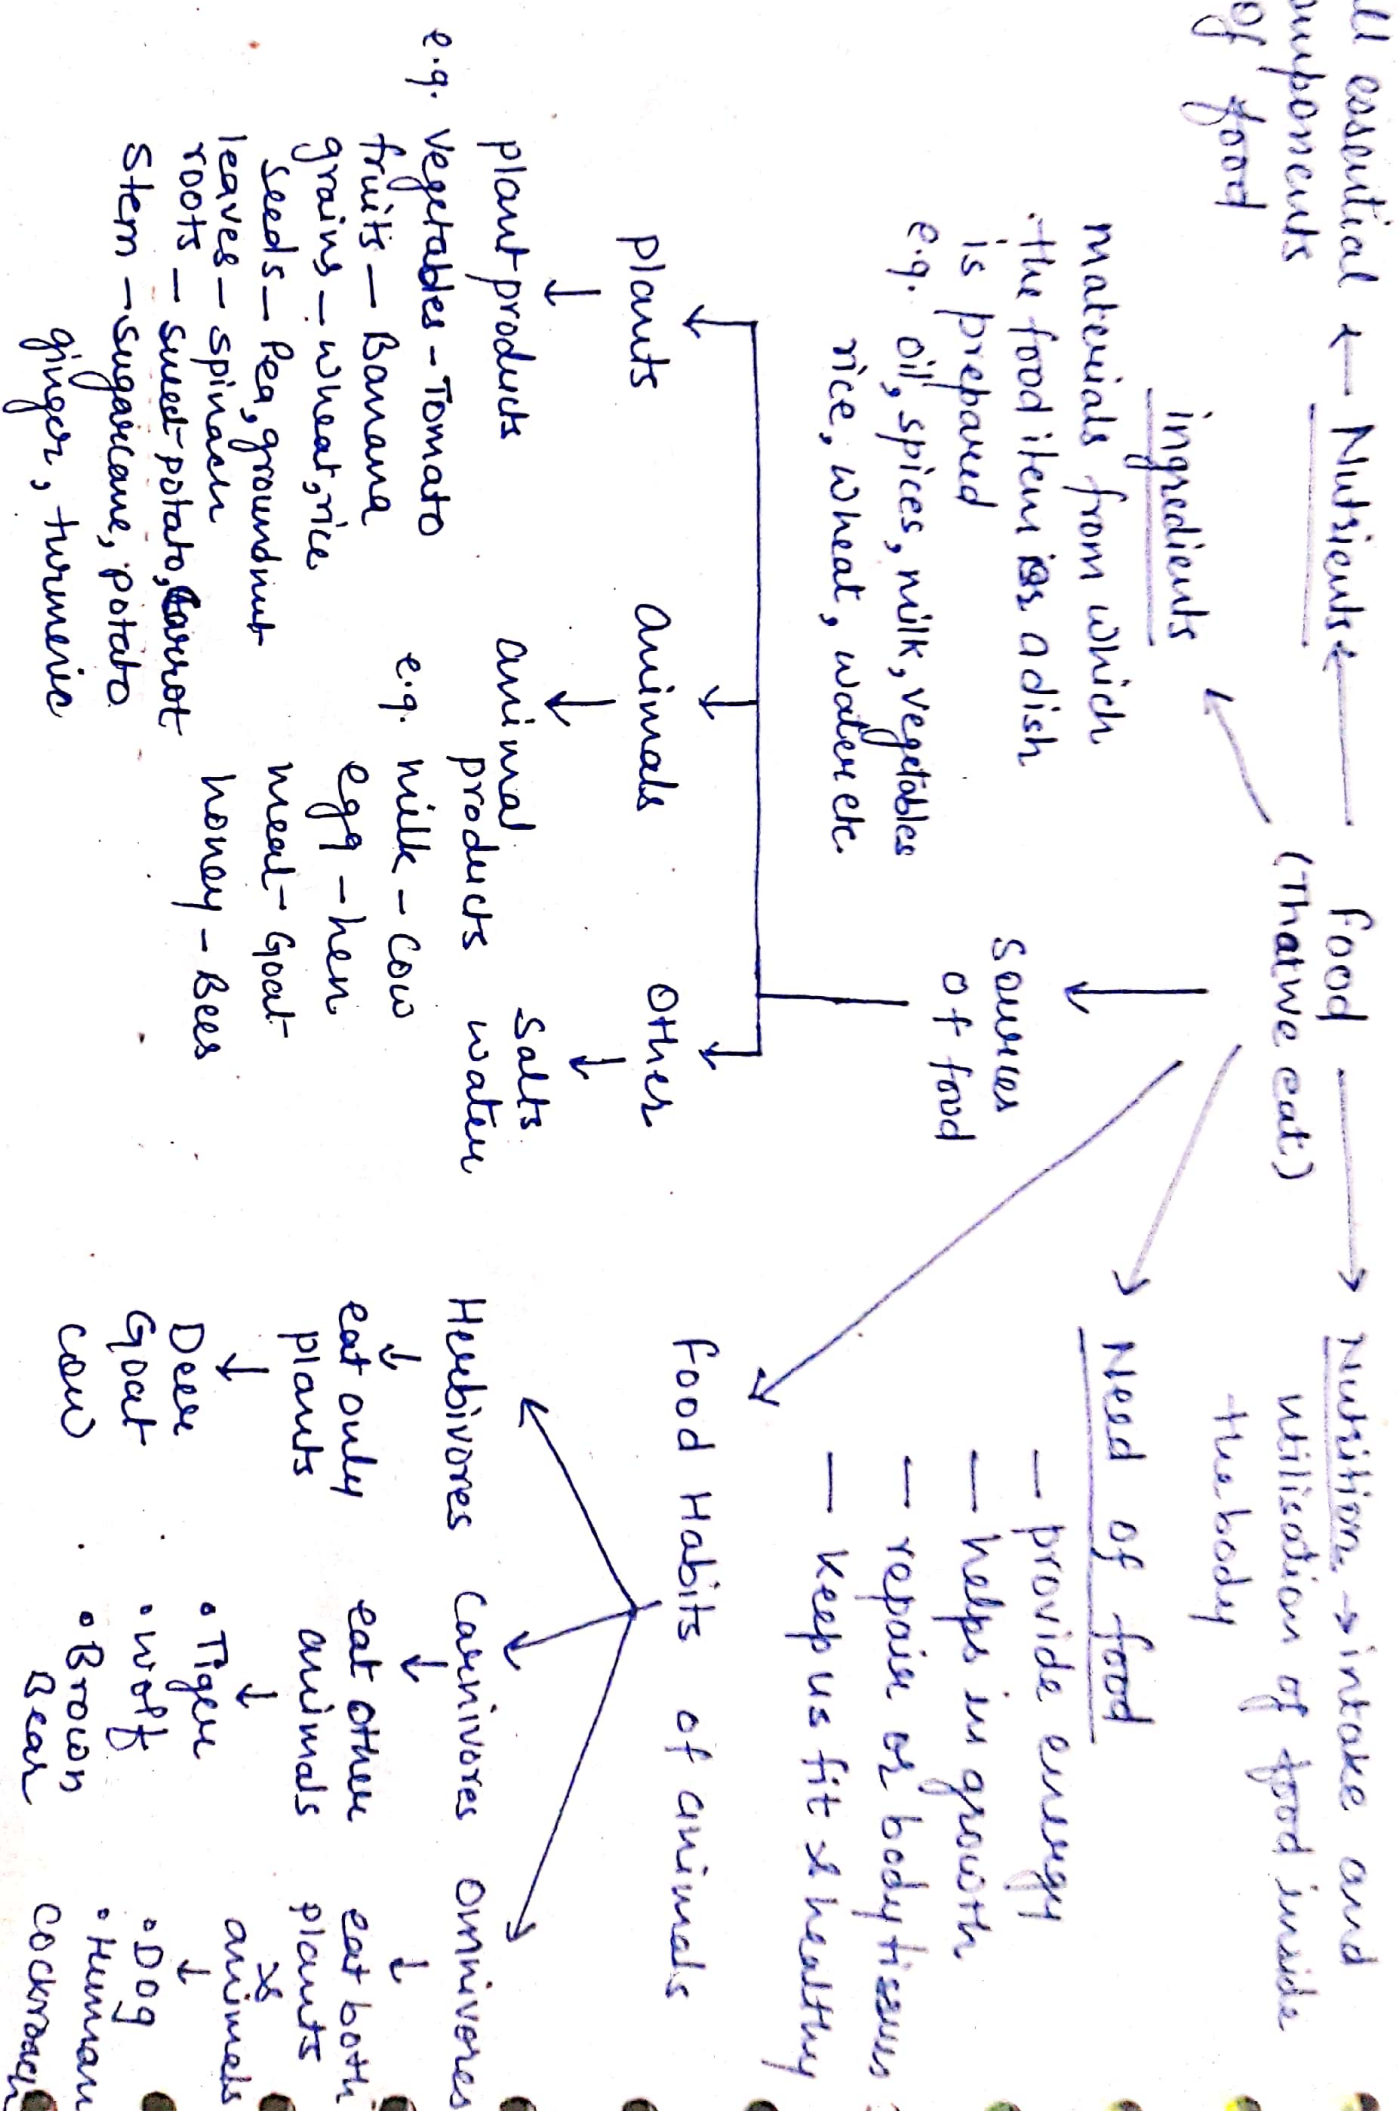 ll essential
omponents
of food
← Nutrients ←
Food
(That we eat)
→ Nutrition → intake and
utilisation of food inside
the body
ingredients
materials from which
the food item or a dish
is prepared
e.g. oil, spices, milk, vegetables
rice, wheat, water etc.
Sources
of food
Need of food
— provide energy
— helps in growth
— repair or body tissues
— Keep us fit & healthy
plants
↓
plant products
e.g. Vegetables - Tomato
fruits — Banana
grains — wheat, rice
seeds — Pea, groundnut
leaves — spinach
roots — sweet-potato, Carrot
Stem — sugarcane, potato
ginger, turmeric
animals
↓
animal
products
e.g. milk - Cow
egg - hen
meat - Goat
honey - Bees
Other
↓
Salts
water
Food Habits of animals
Herbivores
↓
eat only
plants
↓
Deer
Goat
Cow
Carnivores
↓
eat other
animals
↓
• Tiger
• Wolf
• Brown
Bear
Omnivores
↓
eat both
plants
&
animals
↓
• Dog
• Human
Cockroach